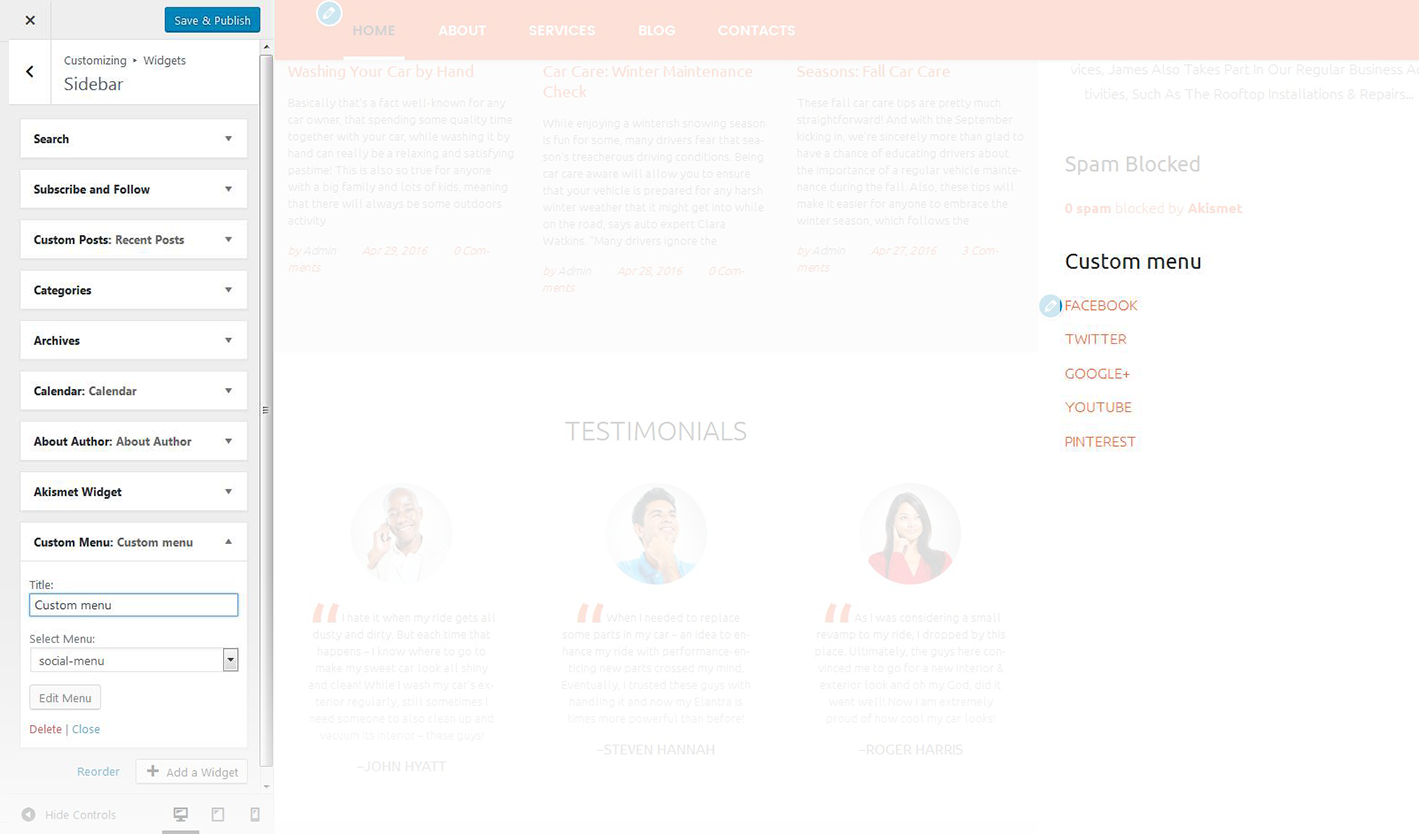 Save & Publish
Customizing ▸ Widgets
Sidebar
Search
Subscribe and Follow
Custom Posts: Recent Posts
Categories
Archives
Calendar: Calendar
About Author: About Author
Akismet Widget
Custom Menu: Custom menu
Title:
Custom menu
Select Menu:
social-menu
Edit Menu
Delete | Close
Reorder
Add a Widget
Hide Controls
HOME ABOUT SERVICES BLOG CONTACTS
Washing Your Car by Hand
Basically that's a fact well-known for any
car owner, that spending some quality time
together with your car, while washing it by
hand can really be a relaxing and satisfying
pastime! This is also so true for anyone
with a big family and lots of kids, meaning
that there will always be some outdoors
activity
by Admin Apr 29, 2016 0 Com-
ments
Car Care: Winter Maintenance
Check
While enjoying a winterish snowing season
is fun for some, many drivers fear that sea-
son's treacherous driving conditions. Being
car care aware will allow you to ensure
that your vehicle is prepared for any harsh
winter weather that it might get into while
on the road, says auto expert Clara
Watkins. "Many drivers ignore the
by Admin Apr 28, 2016 0 Com-
ments
Seasons: Fall Car Care
These fall car care tips are pretty much
straightforward! And with the September
kicking in, we're sincerely more than glad to
have a chance of educating drivers about
the importance of a regular vehicle mainte-
nance during the fall. Also, these tips will
make it easier for anyone to embrace the
winter season, which follows the
by Admin Apr 27, 2016 3 Com-
ments
TESTIMONIALS
“ I hate it when my ride gets all
dusty and dirty. But each time that
happens – I know where to go to
make my sweet car look all shiny
and clean! While I wash my car's ex-
terior regularly, still sometimes I
need someone to also clean up and
vacuum its interior – these guys!
–JOHN HYATT
“ When I needed to replace
some parts in my car – an idea to en-
hance my ride with performance-en-
ticing new parts crossed my mind.
Eventually, I trusted these guys with
handling it and now my Elantra is
times more powerful than before!
–STEVEN HANNAH
“ As I was considering a small
revamp to my ride, I dropped by this
place. Ultimately, the guys here con-
vinced me to go for a new interior &
exterior look and oh my God, did it
went well! Now I am extremely
proud of how cool my car looks!
–ROGER HARRIS
vices, James Also Takes Part In Our Regular Business Ac
tivities, Such As The Rooftop Installations & Repairs...
Spam Blocked
0 spam blocked by Akismet
Custom menu
FACEBOOK
TWITTER
GOOGLE+
YOUTUBE
PINTEREST